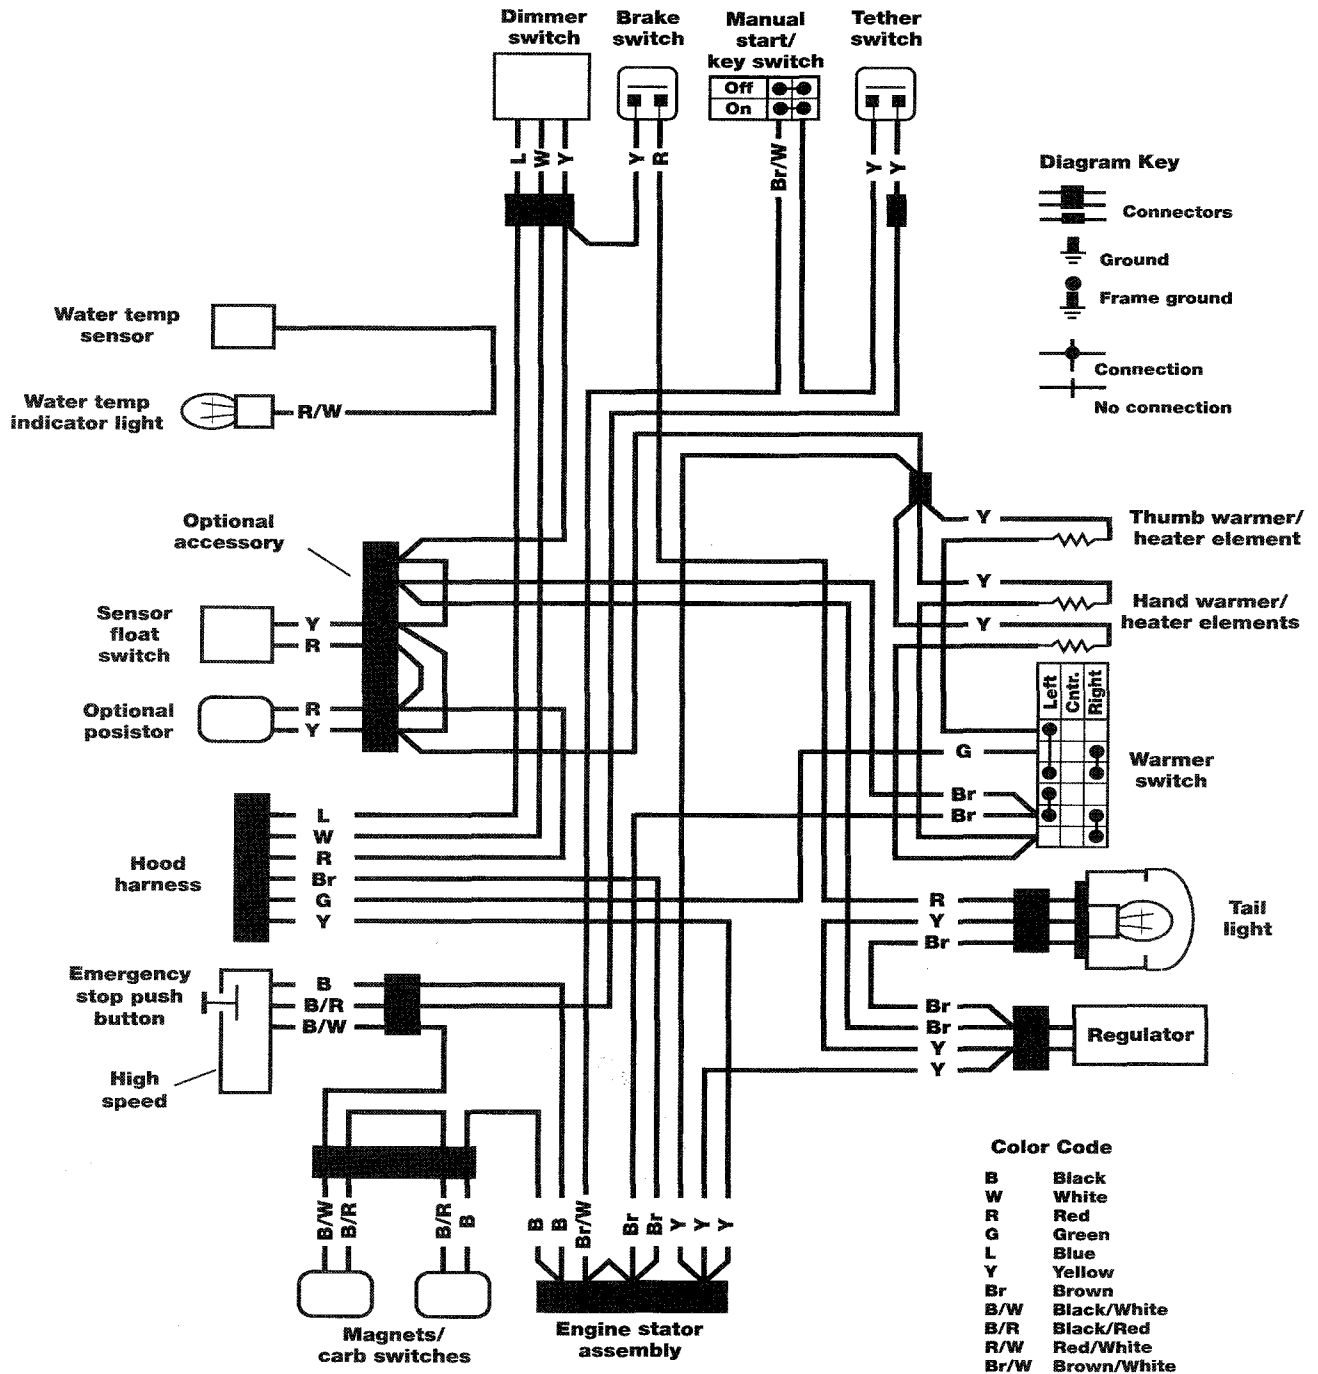 Dimmer
switch
Brake
switch
Manual
start/
key switch
Tether
switch
Off
On
L
W
Y
Y
R
Br/W
Y
Y
Diagram Key
Connectors
Ground
Frame ground
Connection
No connection
Water temp
sensor
Water temp
indicator light
R/W
Optional
accessory
Sensor
float
switch
Y
R
Optional
posistor
R
Y
Y
Thumb warmer/
heater element
Y
Hand warmer/
heater elements
Y
Left
Cntr.
Right
Warmer
switch
G
Br
Br
Hood
harness
L
W
R
Br
G
Y
R
Y
Br
Tail
light
Emergency
stop push
button
B
B/R
B/W
High
speed
Br
Br
Y
Y
Regulator
B/W
B/R
B/R
B
B
B
Br/W
Br
Br
Y
Y
Y
Magnets/
carb switches
Engine stator
assembly
Color Code
B Black
W White
R Red
G Green
L Blue
Y Yellow
Br Brown
B/W Black/White
B/R Black/Red
R/W Red/White
Br/W Brown/White